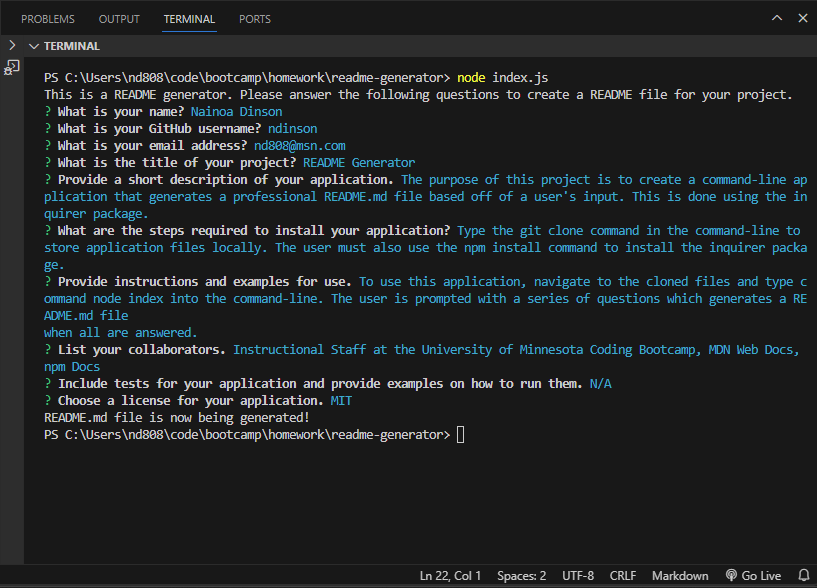 PROBLEMS OUTPUT TERMINAL PORTS
TERMINAL
PS C:\Users\nd808\code\bootcamp\homework\readme-generator> node index.js
This is a README generator. Please answer the following questions to create a README file for your project.
? What is your name? Nainoa Dinson
? What is your GitHub username? ndinson
? What is your email address? nd808@msn.com
? What is the title of your project? README Generator
? Provide a short description of your application. The purpose of this project is to create a command-line ap
plication that generates a professional README.md file based off of a user's input. This is done using the in
quirer package.
? What are the steps required to install your application? Type the git clone command in the command-line to
store application files locally. The user must also use the npm install command to install the inquirer packa
ge.
? Provide instructions and examples for use. To use this application, navigate to the cloned files and type c
ommand node index into the command-line. The user is prompted with a series of questions which generates a RE
ADME.md file
when all are answered.
? List your collaborators. Instructional Staff at the University of Minnesota Coding Bootcamp, MDN Web Docs,
npm Docs
? Include tests for your application and provide examples on how to run them. N/A
? Choose a license for your application. MIT
README.md file is now being generated!
PS C:\Users\nd808\code\bootcamp\homework\readme-generator>
Ln 22, Col 1 Spaces: 2 UTF-8 CRLF Markdown Go Live